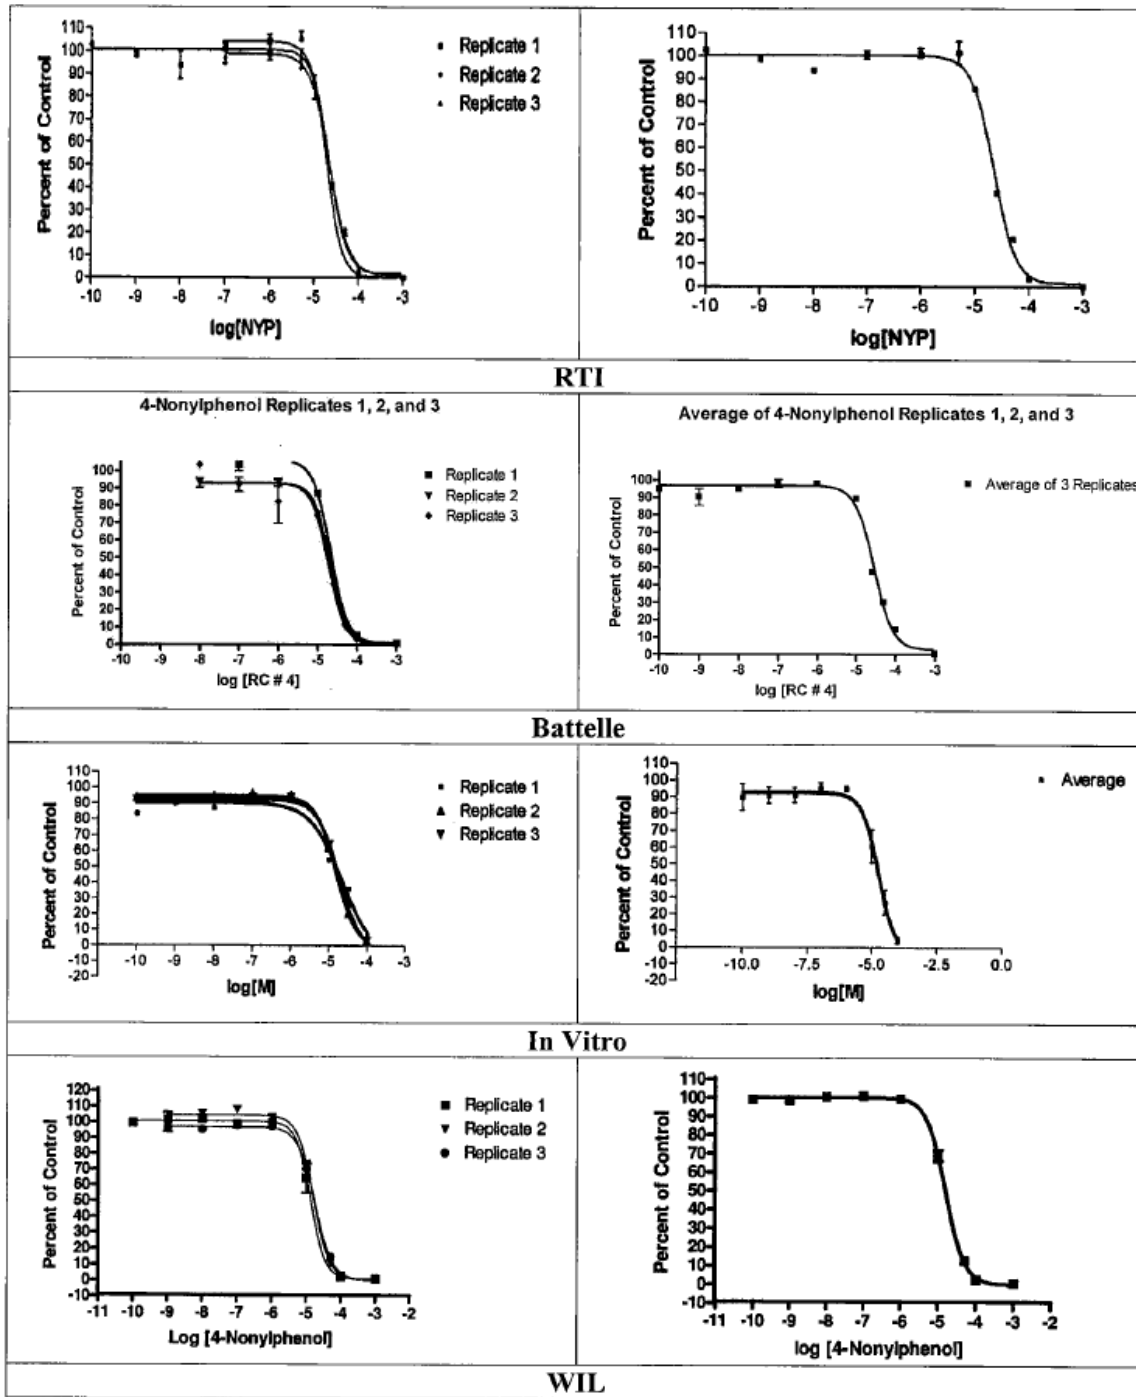 110
100
90
80
70
60
50
40
30
20
10
0
Percent of Control
-10 -9 -8 -7 -6 -5 -4 -3
log[NYP]
Replicate 1
Replicate 2
Replicate 3
110
100
90
80
70
60
50
40
30
20
10
0
Percent of Control
-10 -9 -8 -7 -6 -5 -4 -3
log[NYP]
RTI
4-Nonylphenol Replicates 1, 2, and 3
100
90
80
70
60
50
40
30
20
10
0
Percent of Control
-10 -9 -8 -7 -6 -5 -4 -3
log [RC # 4]
Replicate 1
Replicate 2
Replicate 3
Average of 4-Nonylphenol Replicates 1, 2, and 3
100
90
80
70
60
50
40
30
20
10
0
Percent of Control
-10 -9 -8 -7 -6 -5 -4 -3
log [RC # 4]
Average of 3 Replicates
Battelle
110
100
90
80
70
60
50
40
30
20
10
0
-10
-20
Percent of Control
-10 -9 -8 -7 -6 -5 -4 -3
log[M]
Replicate 1
Replicate 2
Replicate 3
110
100
90
80
70
60
50
40
30
20
10
0
-10
-20
Percent of Control
-10.0 -7.5 -5.0 -2.5 0.0
log[M]
Average
In Vitro
120
110
100
90
80
70
60
50
40
30
20
10
0
-10
Percent of Control
-11 -10 -9 -8 -7 -6 -5 -4 -3 -2
Log [4-Nonylphenol]
Replicate 1
Replicate 2
Replicate 3
110
100
90
80
70
60
50
40
30
20
10
0
-10
Percent of Control
-11 -10 -9 -8 -7 -6 -5 -4 -3 -2
log [4-Nonylphenol]
WIL